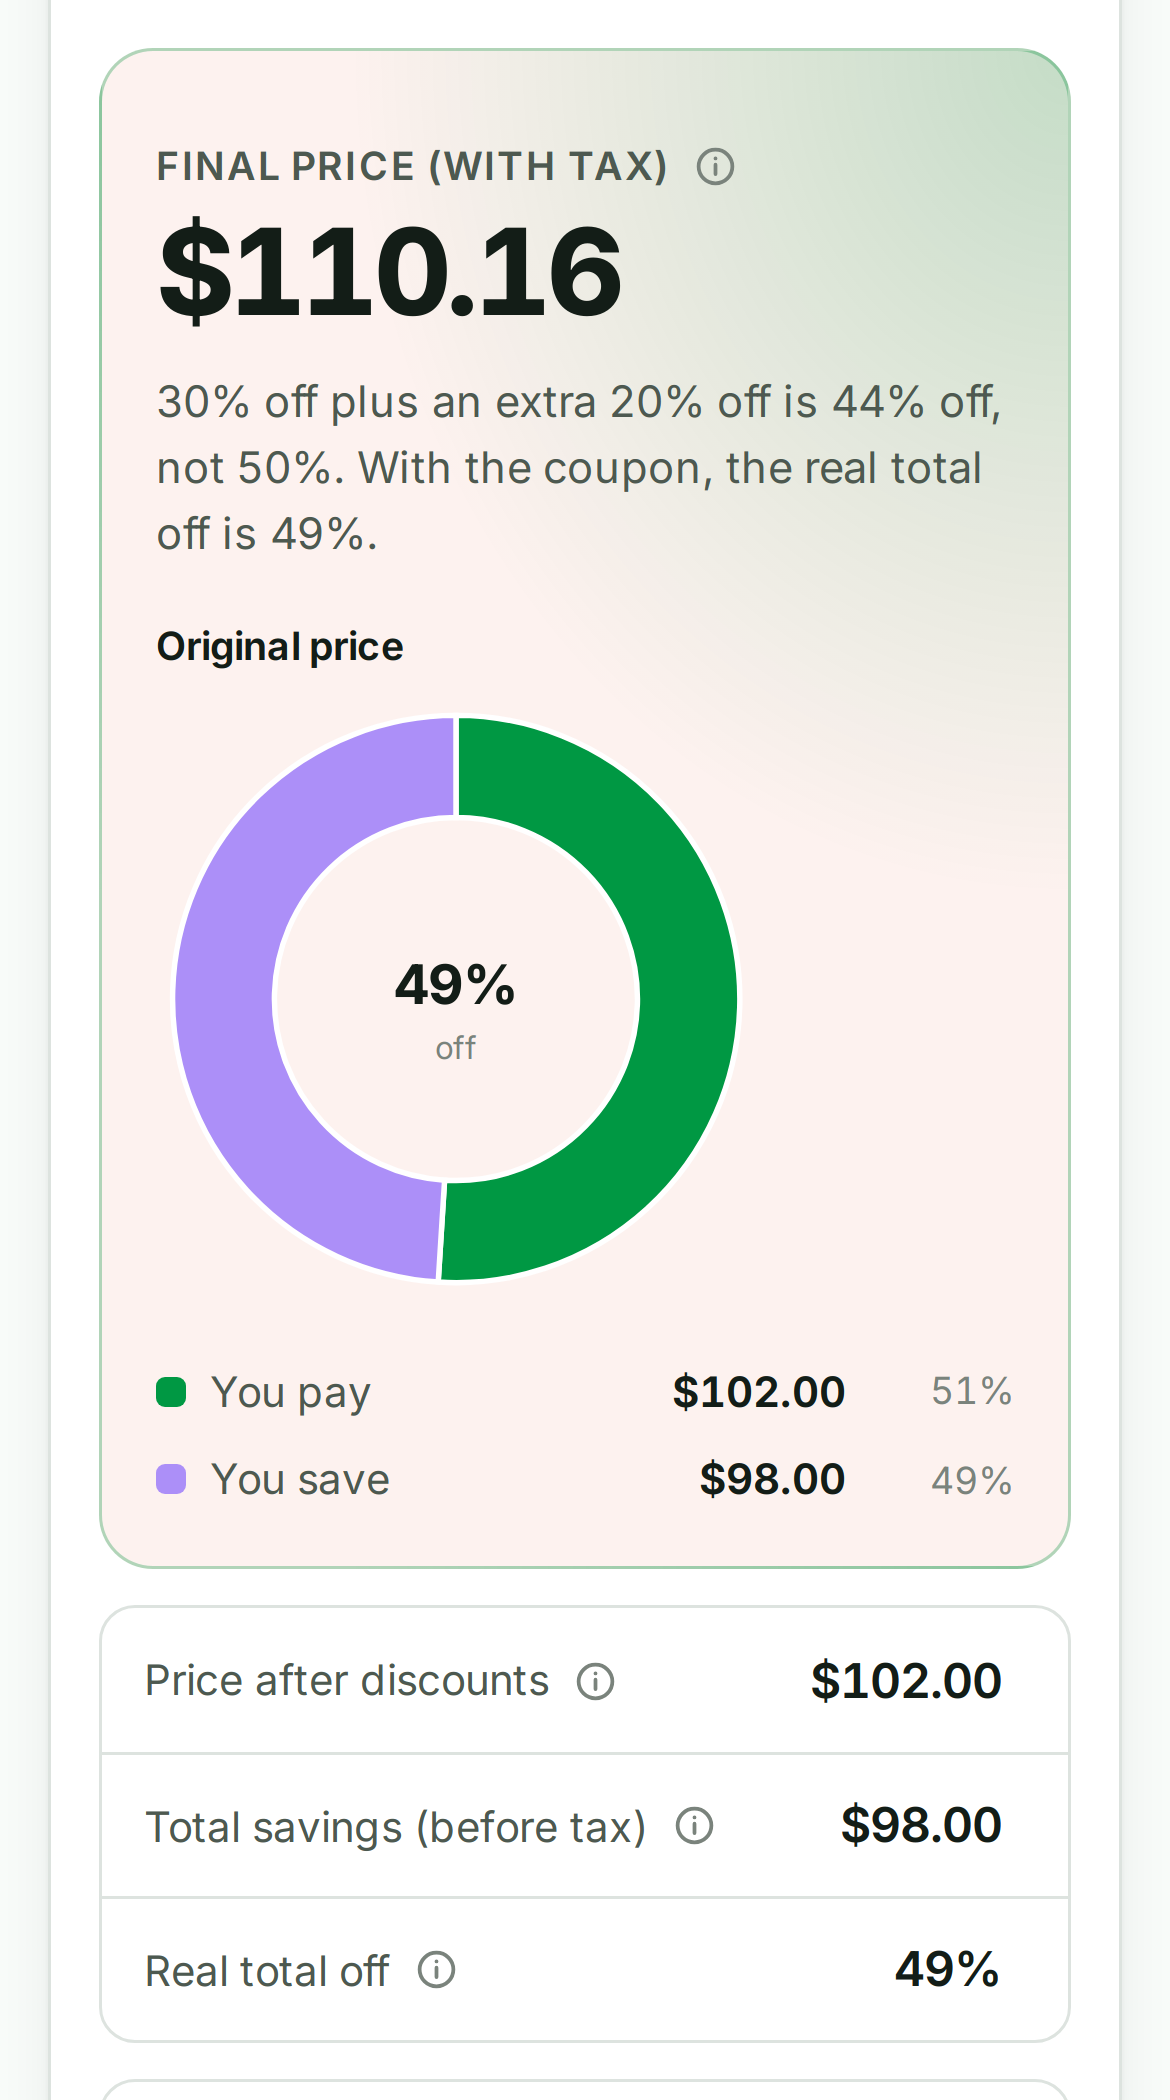 FINAL PRICE (WITH TAX)
$110.16
30% off plus an extra 20% off is 44% off,
not 50%. With the coupon, the real total
off is 49%.
Original price
49%
off
You pay $102.00 51%
You save $98.00 49%
Price after discounts $102.00
Total savings (before tax) $98.00
Real total off 49%